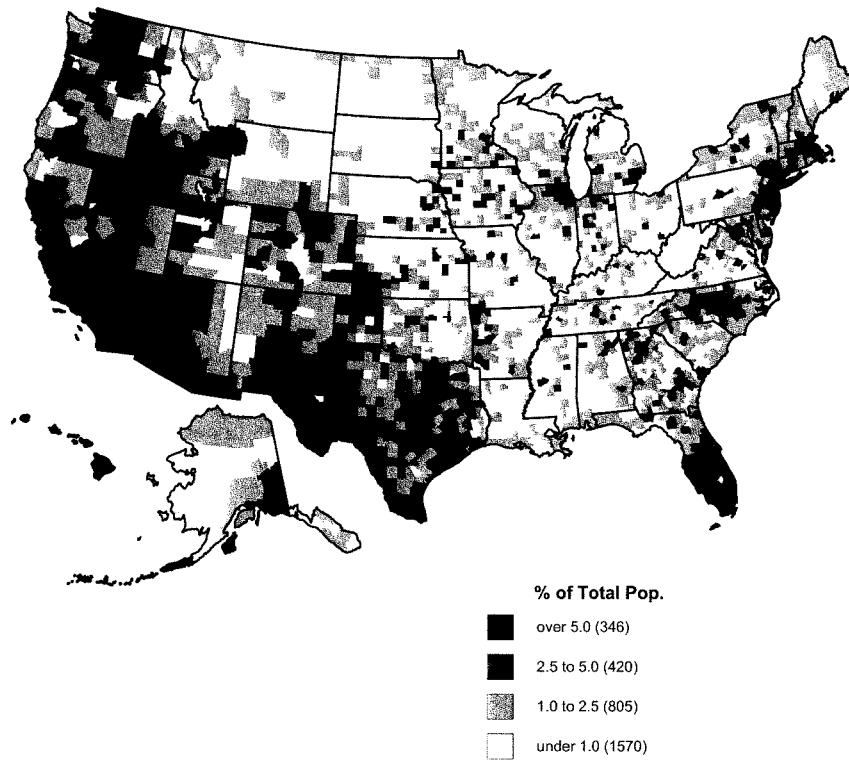 % of Total Pop.
over 5.0 (346)
2.5 to 5.0 (420)
1.0 to 2.5 (805)
under 1.0 (1570)